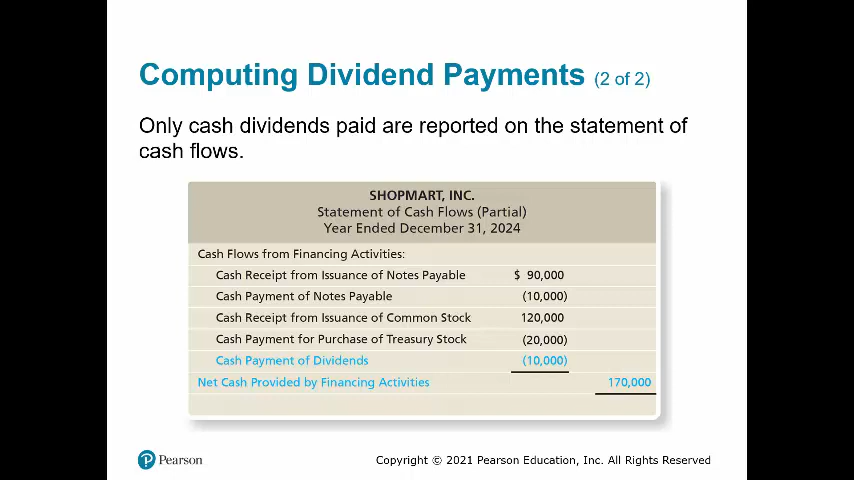 Computing Dividend Payments (2 of 2)
Only cash dividends paid are reported on the statement of
cash flows.
SHOPMART, INC.
Statement of Cash Flows (Partial)
Year Ended December 31, 2024
Cash Flows from Financing Activities:
Cash Receipt from Issuance of Notes Payable $ 90,000
Cash Payment of Notes Payable (10,000)
Cash Receipt from Issuance of Common Stock 120,000
Cash Payment for Purchase of Treasury Stock (20,000)
Cash Payment of Dividends (10,000)
Net Cash Provided by Financing Activities 170,000
P Pearson Copyright © 2021 Pearson Education, Inc. All Rights Reserved